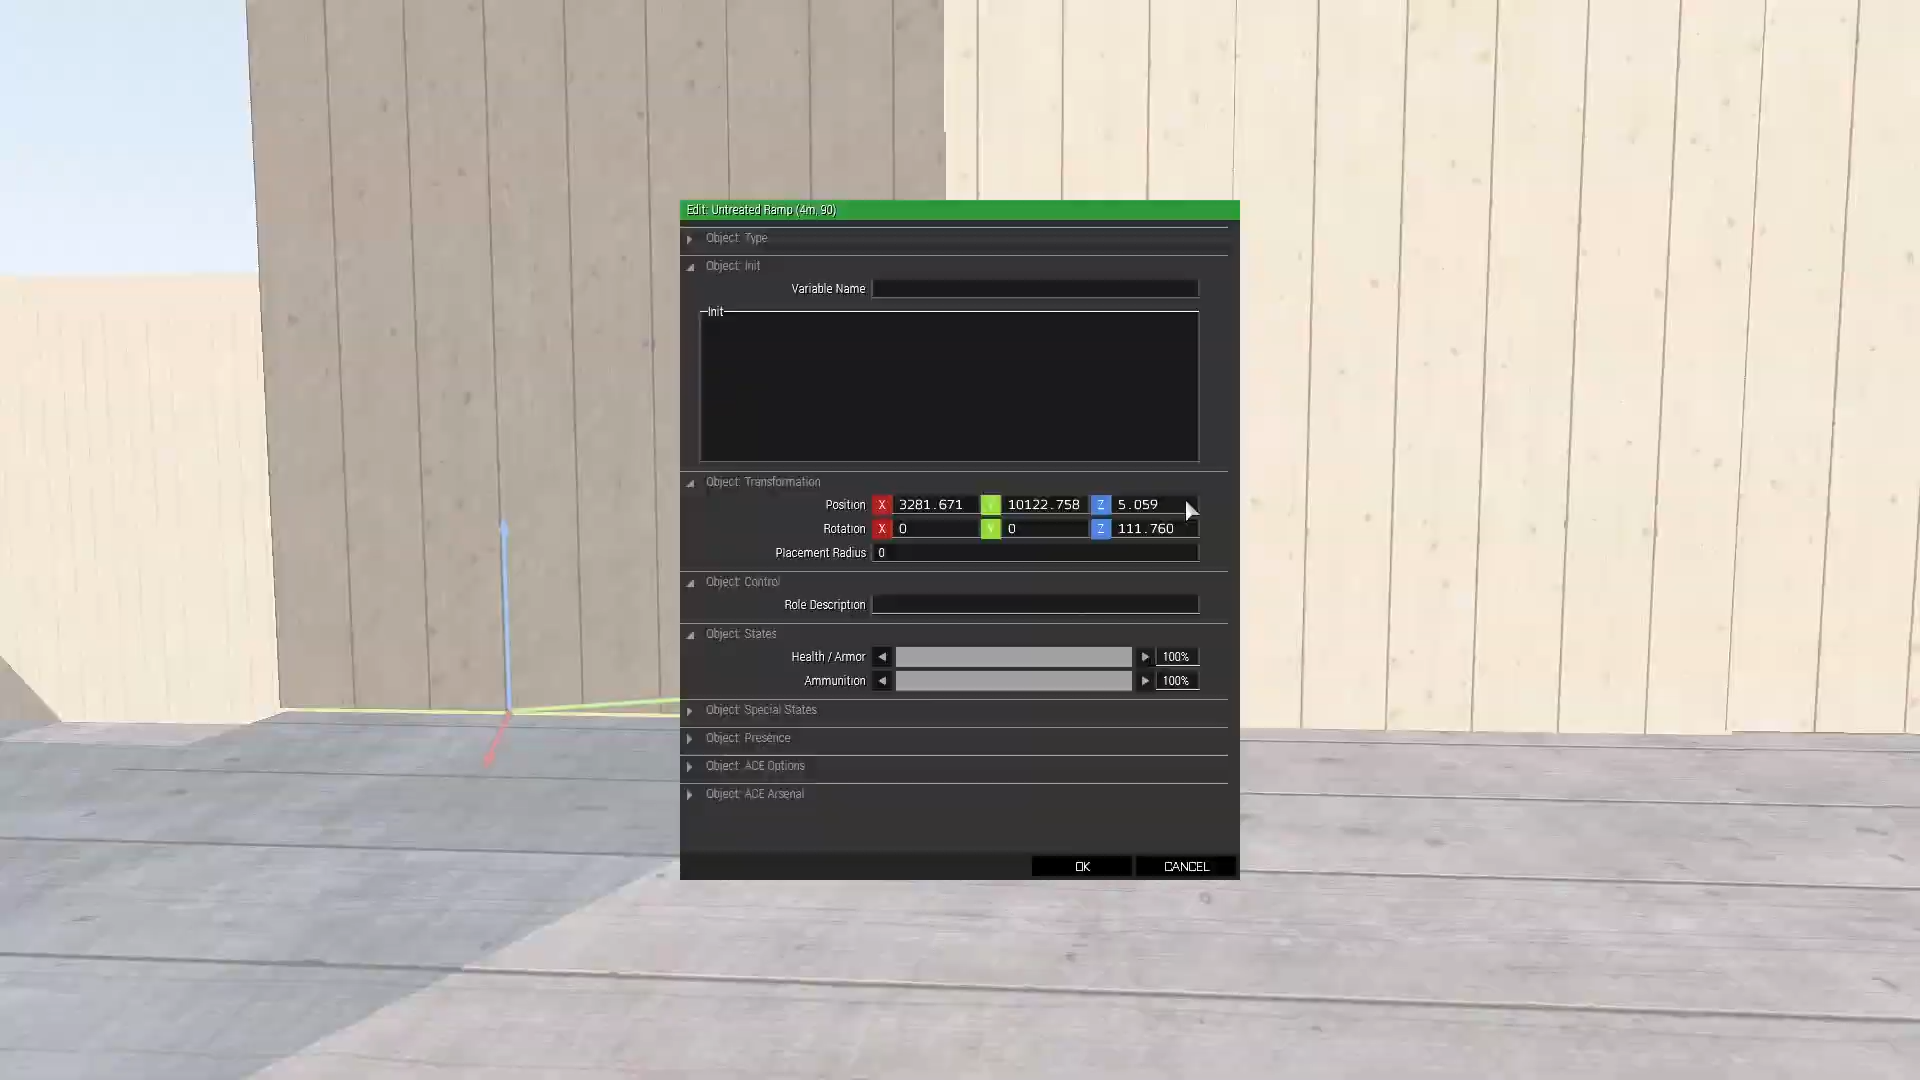 Edit: Untreated Ramp (4m, 90)
Object: Type
Object: Init
Variable Name
Init
Object: Transformation
Position X 3281.671 Y 10122.758 Z 5.059
Rotation X 0 Y 0 Z 111.760
Placement Radius 0
Object: Control
Role Description
Object: States
Health / Armor 100%
Ammunition 100%
Object: Special States
Object: Presence
Object: ACE Options
Object: ACE Arsenal
OK CANCEL